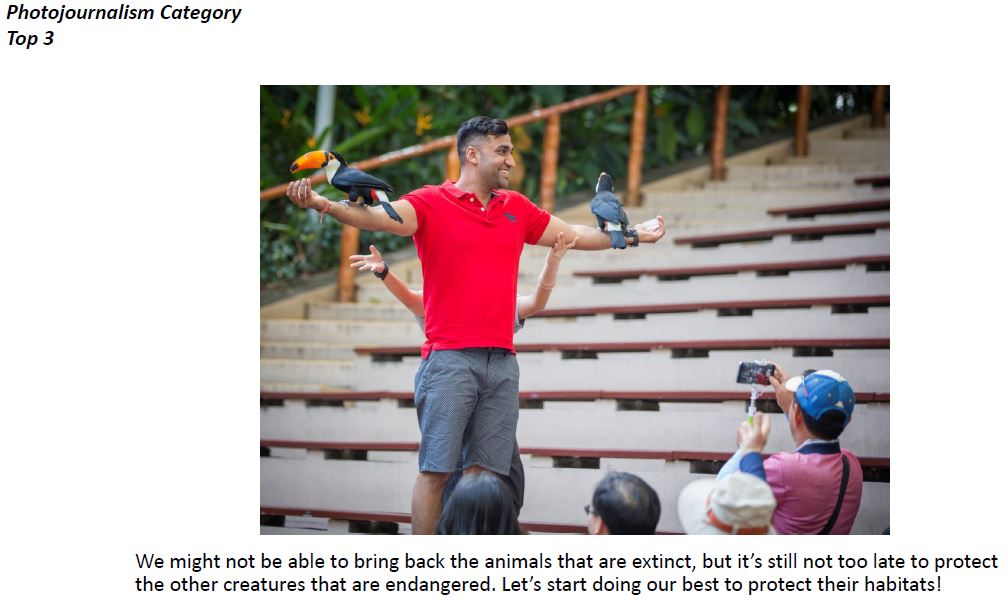 Photojournalism Category
Top 3
We might not be able to bring back the animals that are extinct, but it’s still not too late to protect
the other creatures that are endangered. Let’s start doing our best to protect their habitats!